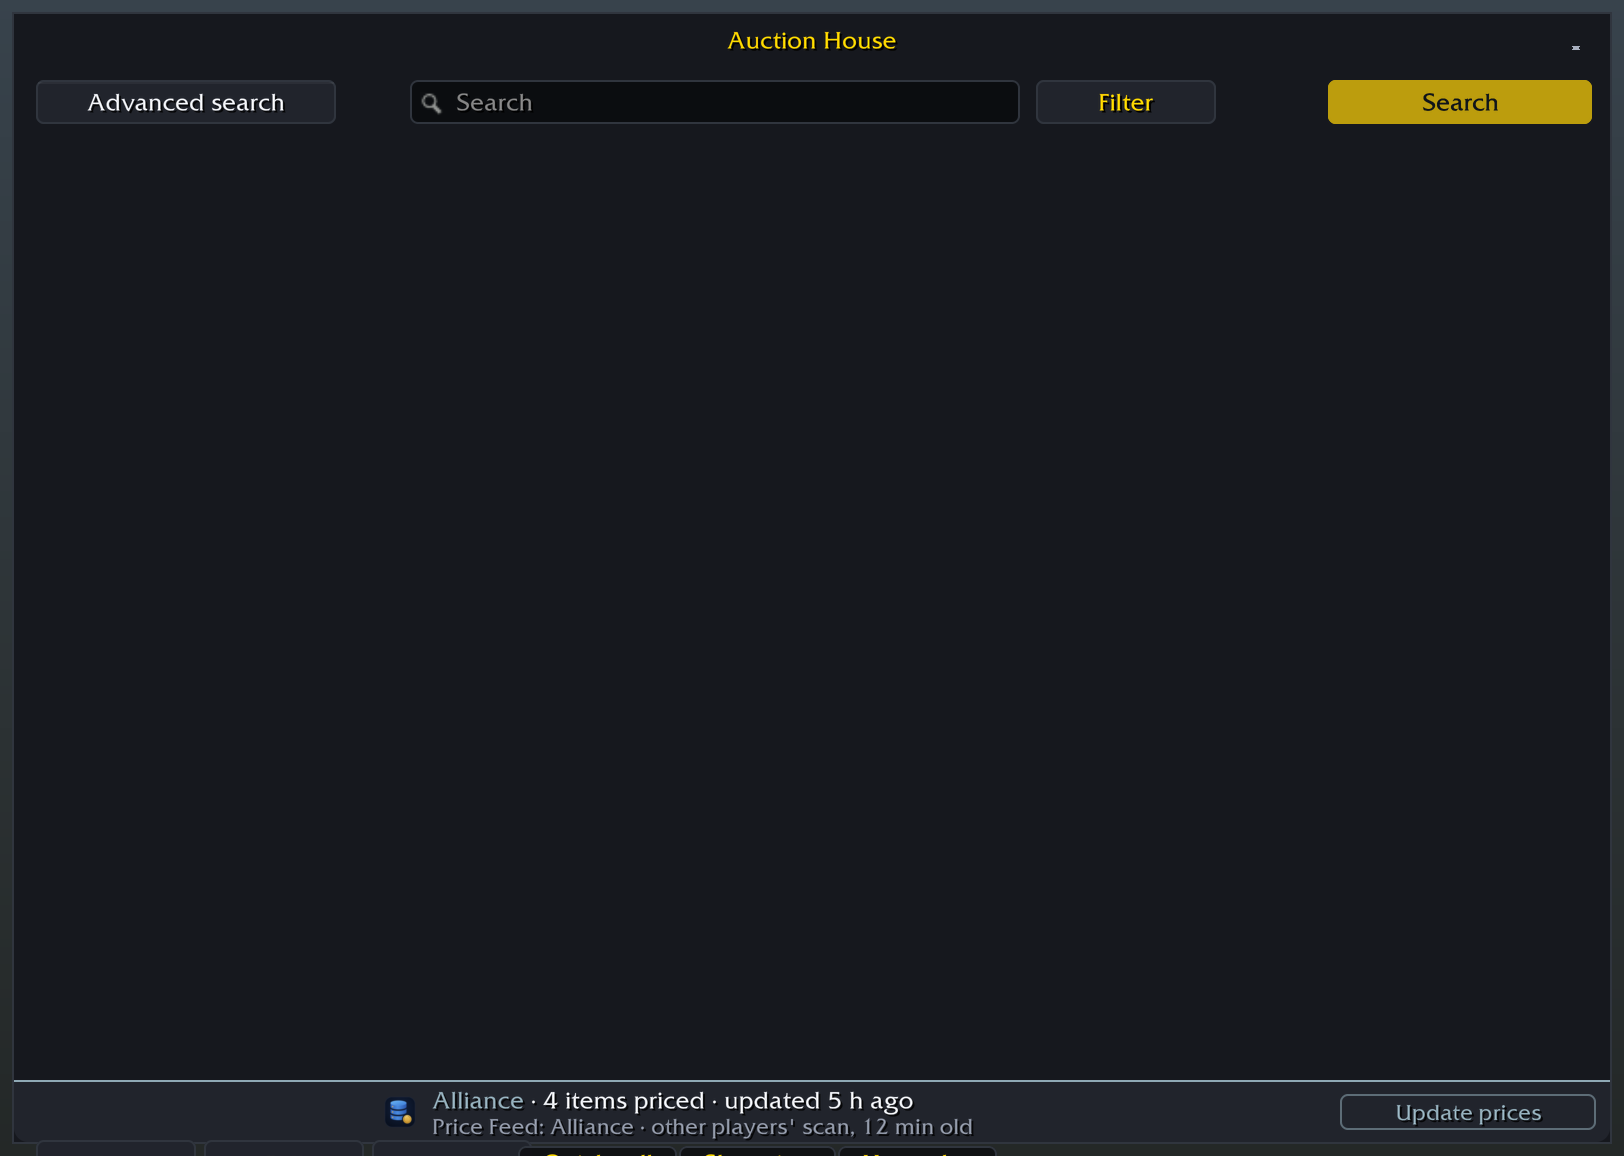 Auction House
Advanced search
Search
Filter
Search
Alliance · 4 items priced · updated 5 h ago
Price Feed: Alliance · other players' scan, 12 min old
Update prices